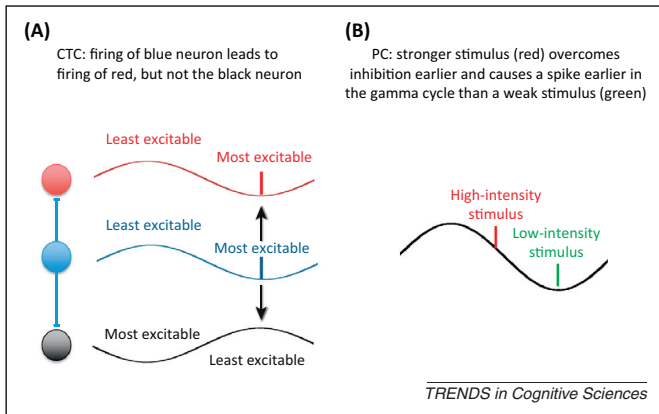 (A)
CTC: firing of blue neuron leads to
firing of red, but not the black neuron
Least excitable
Most excitable
Least excitable
Most excitable
Most excitable
Least excitable
(B)
PC: stronger stimulus (red) overcomes
inhibition earlier and causes a spike earlier in
the gamma cycle than a weak stimulus (green)
High-intensity
stimulus
Low-intensity
stimulus
TRENDS in Cognitive Sciences